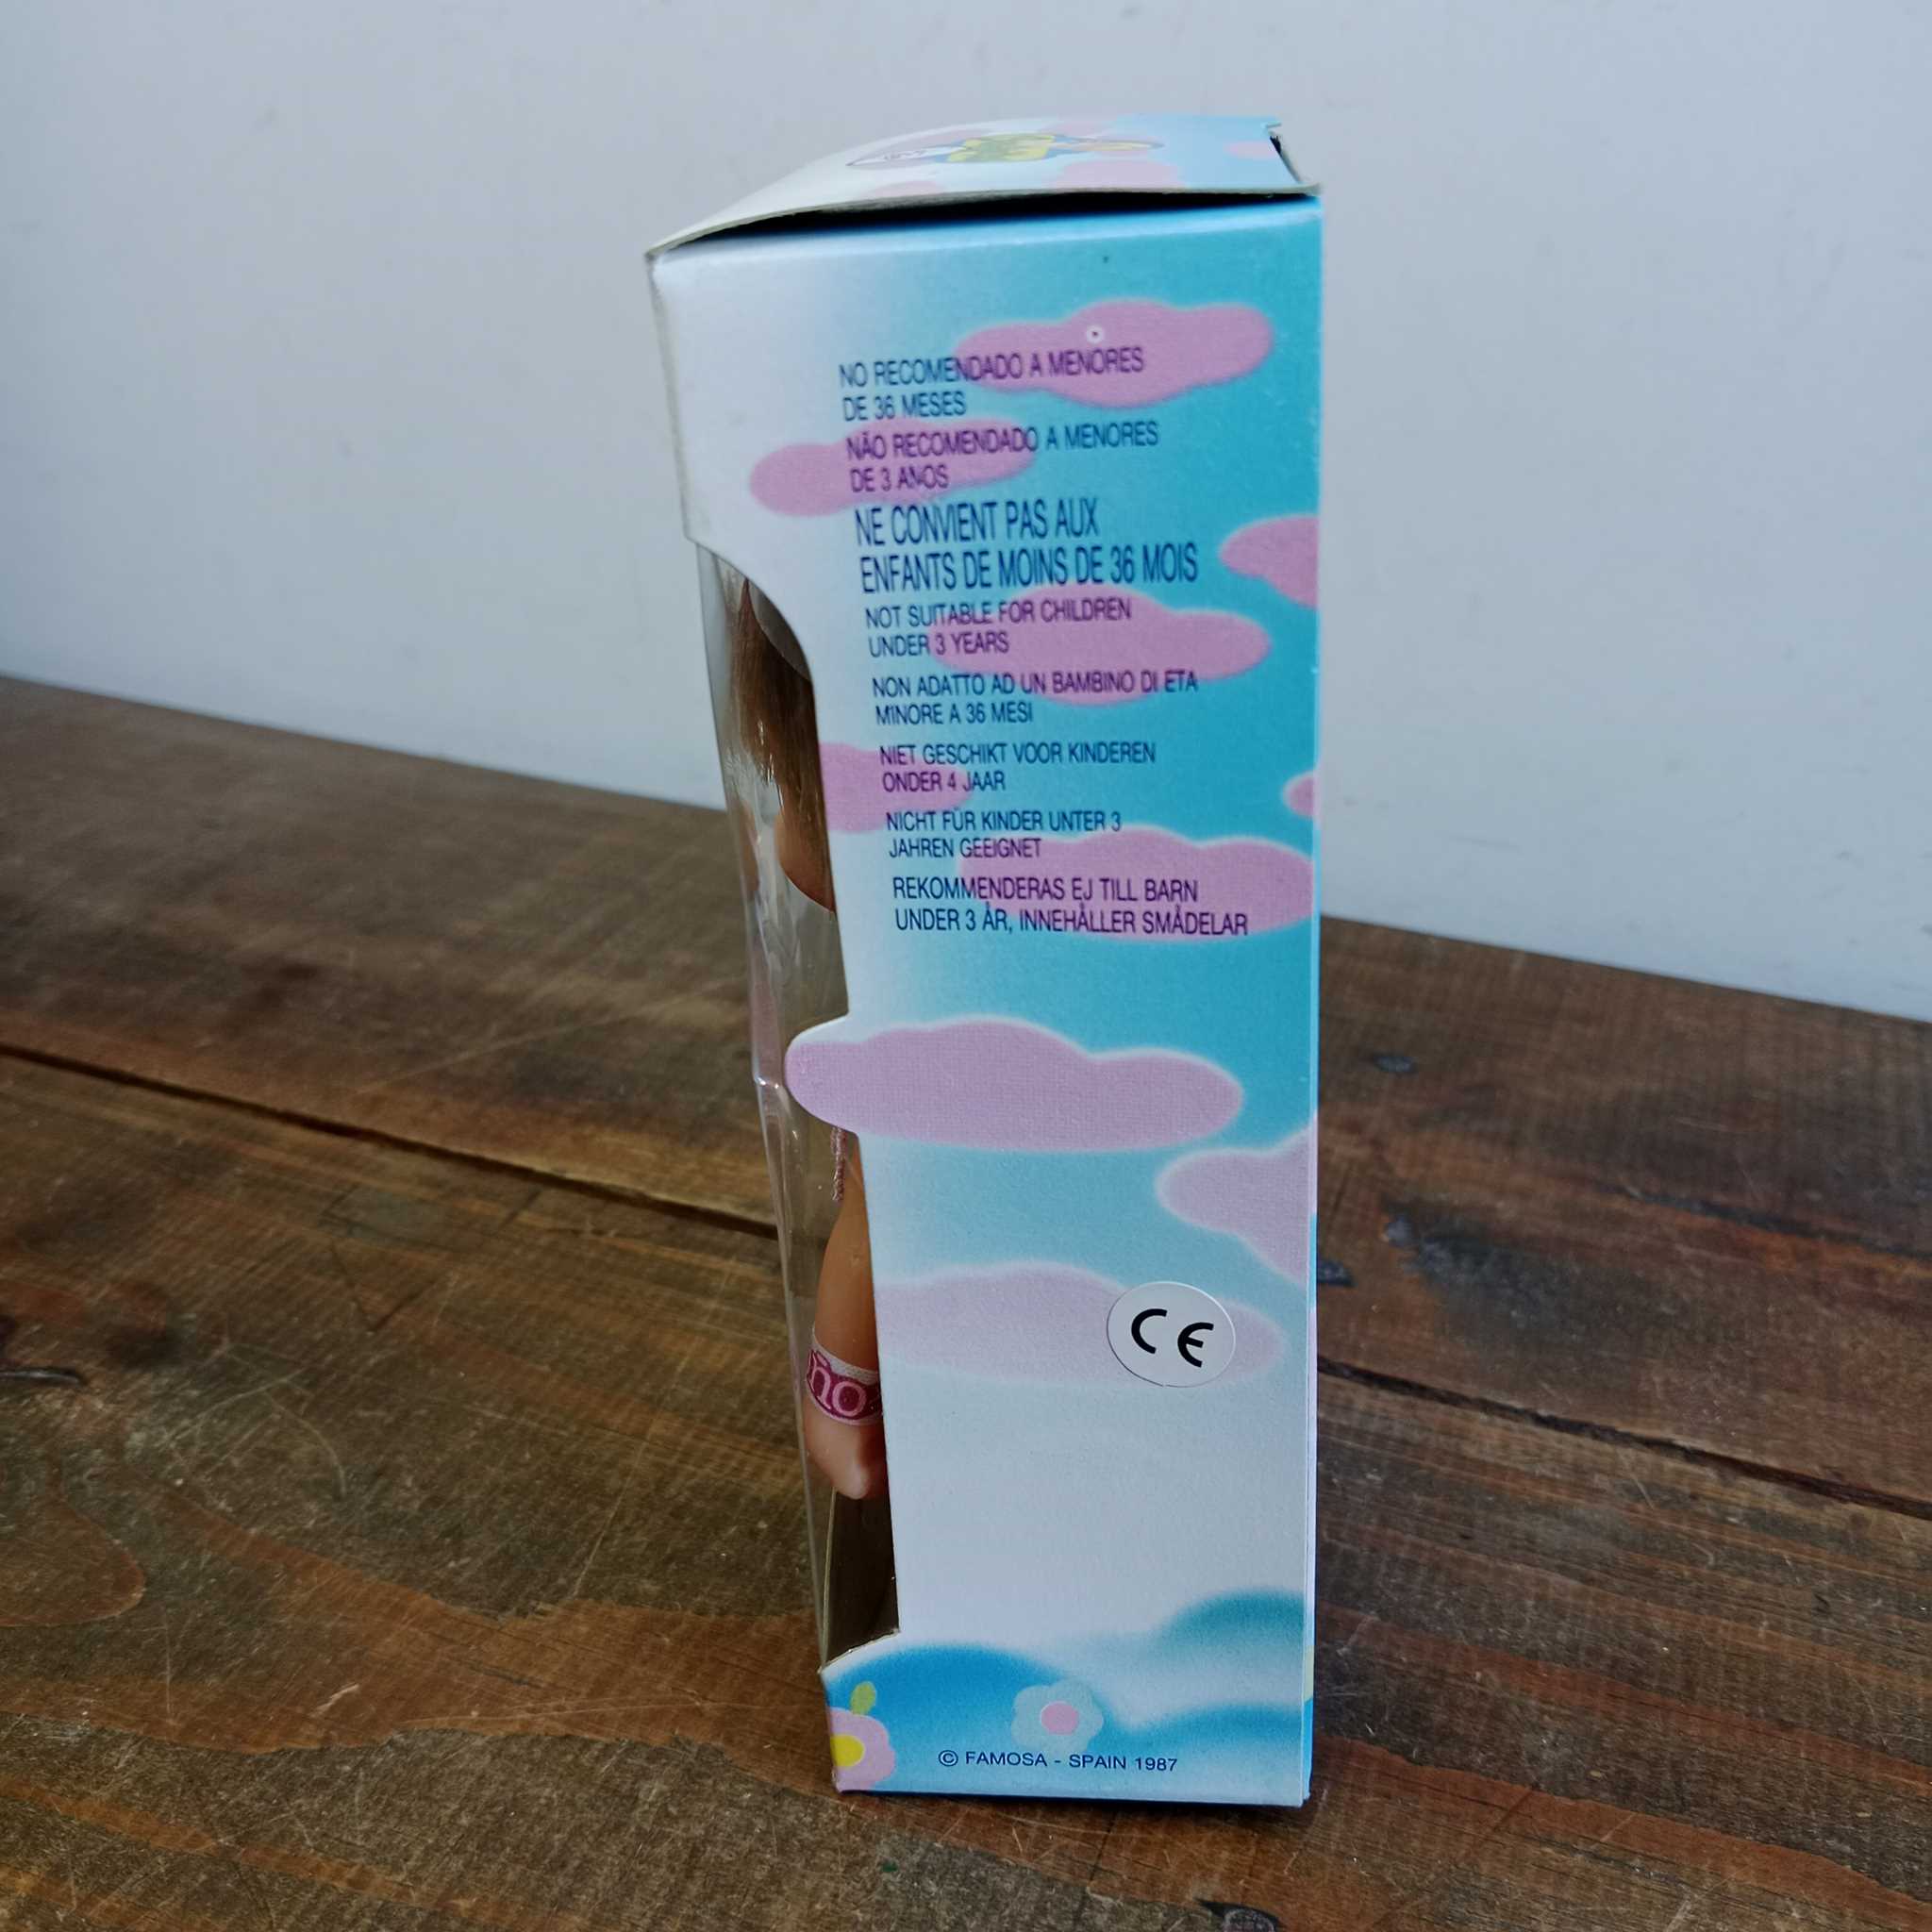 NO RECOMENDADO A MENORES
DE 36 MESES
NÃO RECOMENDADO A MENORES
DE 3 ANOS
NE CONVIENT PAS AUX
ENFANTS DE MOINS DE 36 MOIS
NOT SUITABLE FOR CHILDREN
UNDER 3 YEARS
NON ADATTO AD UN BAMBINO DI ETA
MINORE A 36 MESI
NIET GESCHIKT VOOR KINDEREN
ONDER 4 JAAR
NICHT FÜR KINDER UNTER 3
JAHREN GEEIGNET
REKOMMENDERAS EJ TILL BARN
UNDER 3 ÅR, INNEHÅLLER SMÅDELAR
CE
© FAMOSA - SPAIN 1987